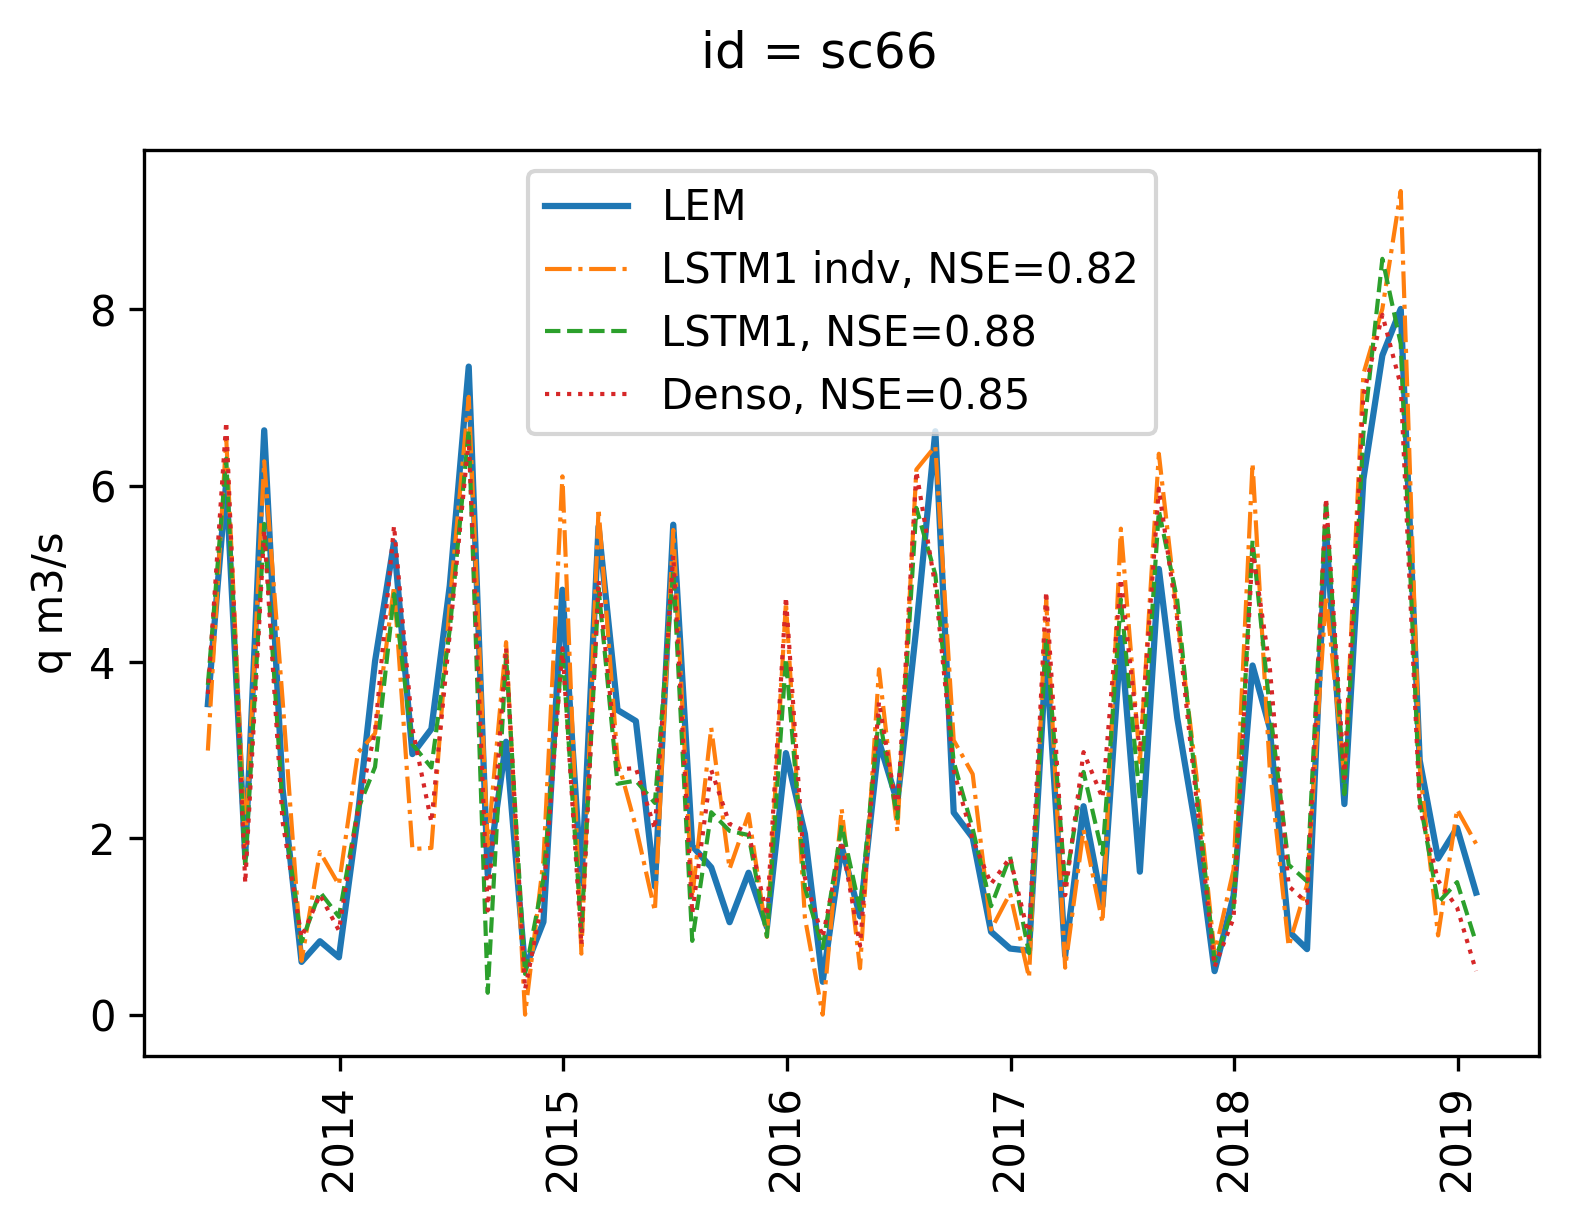 id = sc66
LEM
LSTM1 indv, NSE=0.82
LSTM1, NSE=0.88
Denso, NSE=0.85
q m3/s
8
6
4
2
0
2014
2015
2016
2017
2018
2019